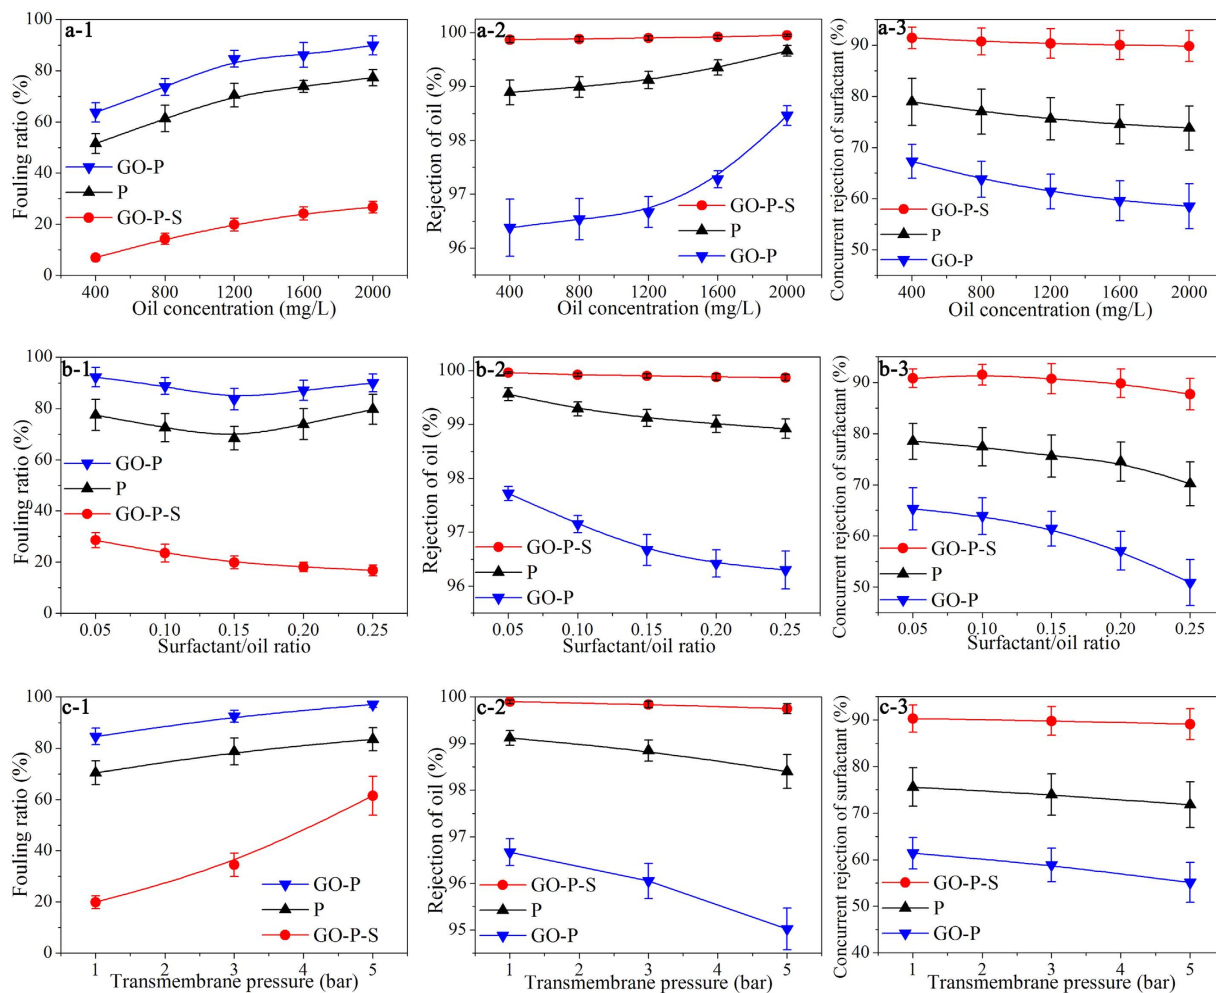 a-1
Fouling ratio (%)
100
80
60
40
20
0
GO-P
P
GO-P-S
400 800 1200 1600 2000
Oil concentration (mg/L)
a-2
Rejection of oil (%)
100
99
98
97
96
GO-P-S
P
GO-P
400 800 1200 1600 2000
Oil concentration (mg/L)
a-3
Concurrent rejection of surfactant (%)
90
80
70
60
50
GO-P-S
P
GO-P
400 800 1200 1600 2000
Oil concentration (mg/L)
b-1
Fouling ratio (%)
100
80
60
40
20
0
GO-P
P
GO-P-S
0.05 0.10 0.15 0.20 0.25
Surfactant/oil ratio
b-2
Rejection of oil (%)
100
99
98
97
96
GO-P-S
P
GO-P
0.05 0.10 0.15 0.20 0.25
Surfactant/oil ratio
b-3
Concurrent rejection of surfactant (%)
90
80
70
60
50
GO-P-S
P
GO-P
0.05 0.10 0.15 0.20 0.25
Surfactant/oil ratio
c-1
Fouling ratio (%)
100
80
60
40
20
0
GO-P
P
GO-P-S
1 2 3 4 5
Transmembrane pressure (bar)
c-2
Rejection of oil (%)
100
99
98
97
96
95
GO-P-S
P
GO-P
1 2 3 4 5
Transmembrane pressure (bar)
c-3
Concurrent rejection of surfactant (%)
90
80
70
60
50
40
GO-P-S
P
GO-P
1 2 3 4 5
Transmembrane pressure (bar)